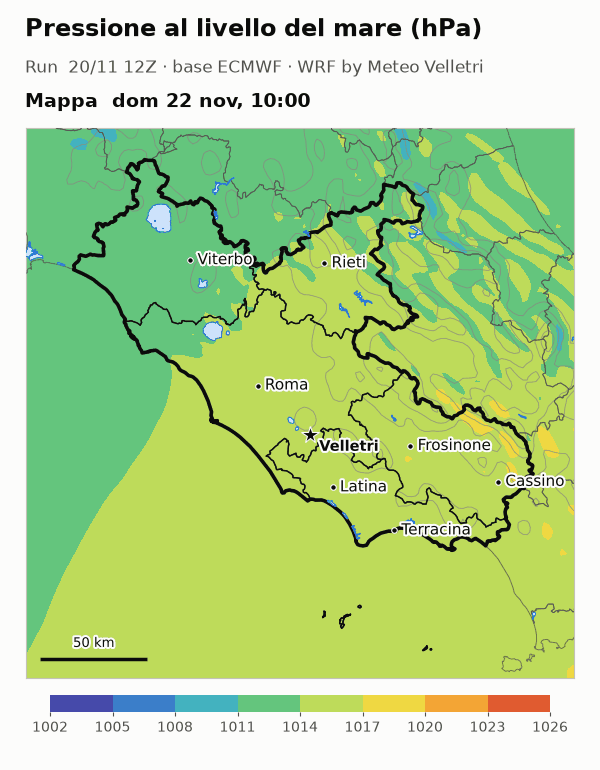 Pressione al livello del mare (hPa)
Run  20/11 12Z · base ECMWF · WRF by Meteo Velletri
Mappa  dom 22 nov, 10:00
Viterbo
Rieti
Roma
Velletri
Frosinone
Cassino
Latina
Terracina
50 km
1002 1005 1008 1011 1014 1017 1020 1023 1026